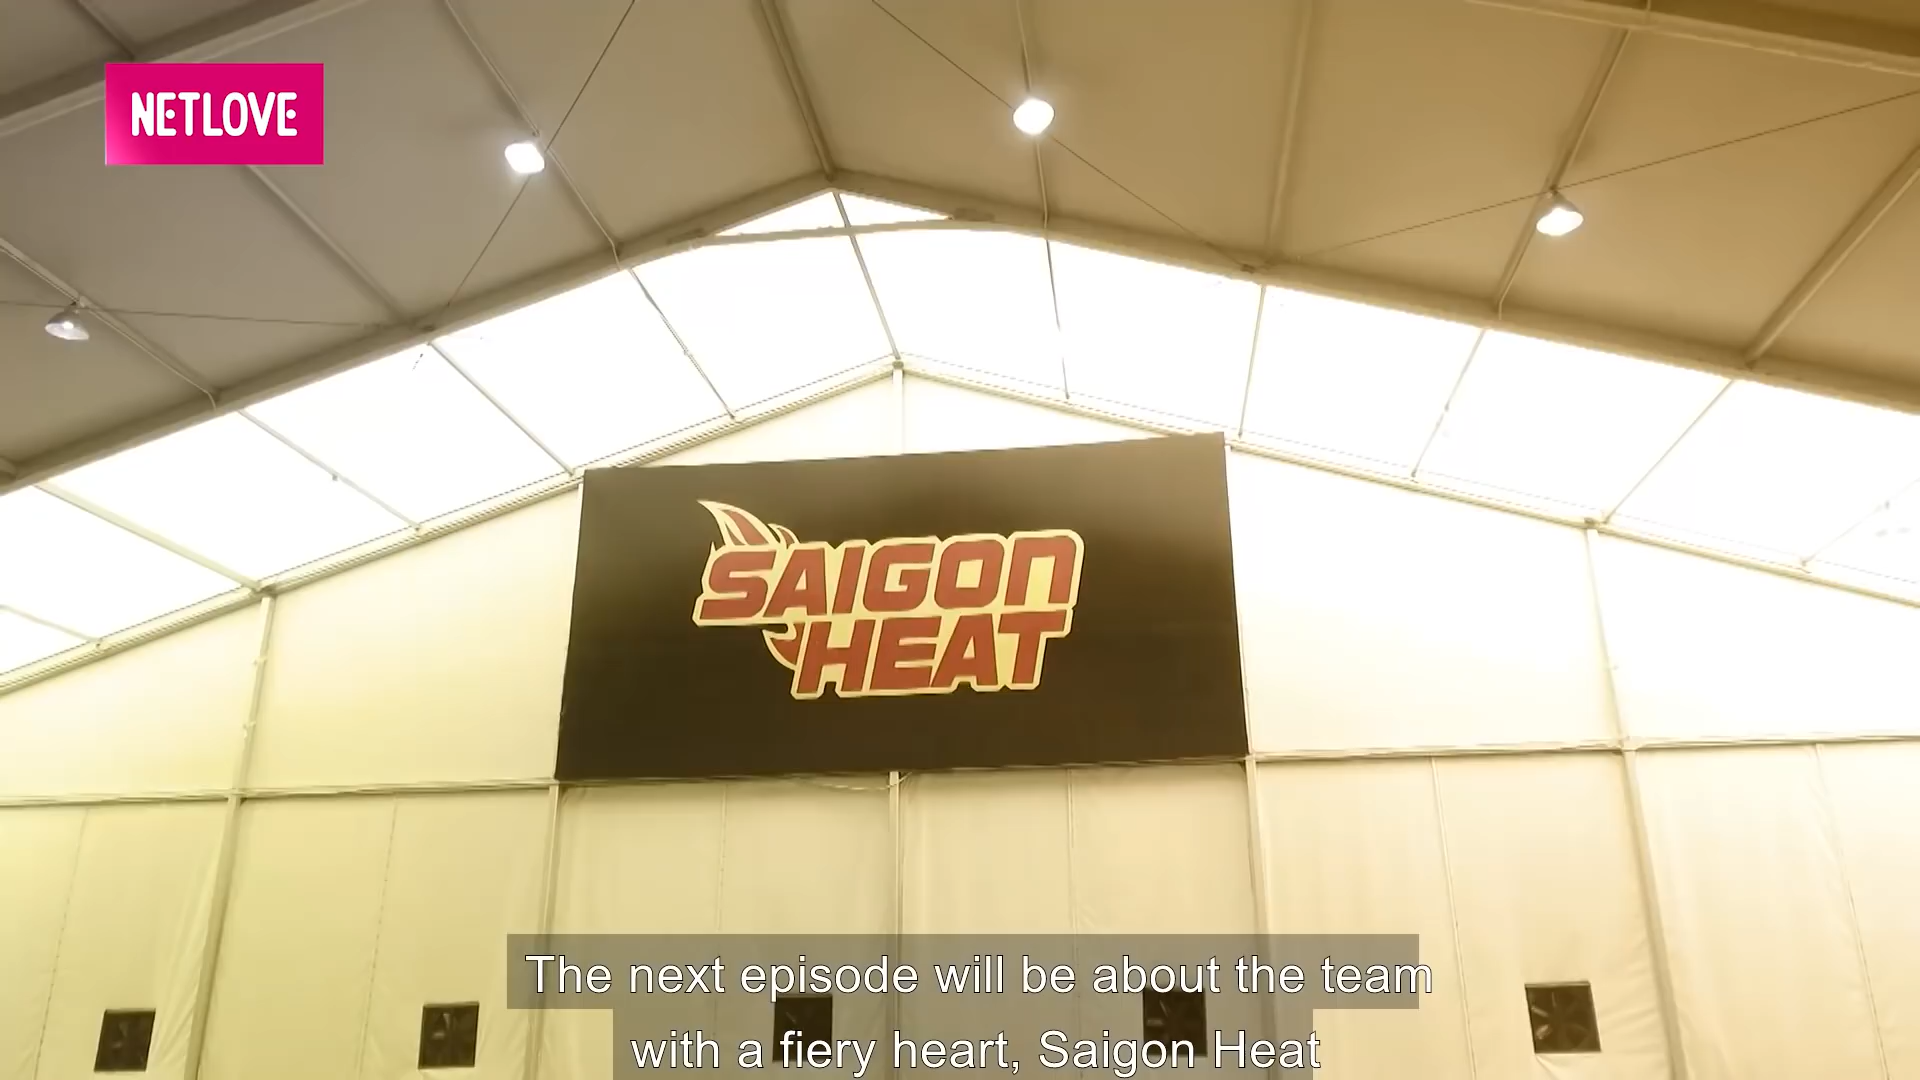 NETLOVE
SAIGON
HEAT
The next episode will be about the team
with a fiery heart, Saigon Heat